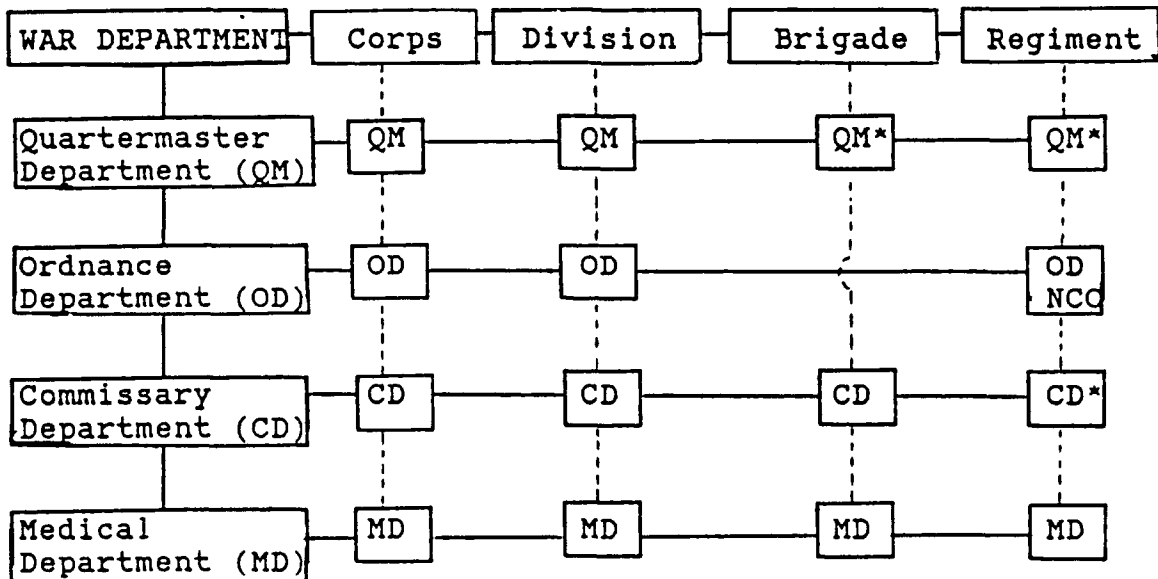 WAR DEPARTMENT Corps Division Brigade Regiment
Quartermaster
Department (QM) QM QM QM* QM*
Ordnance
Department (OD) OD OD OD
NCO
Commissary
Department (CD) CD CD CD CD*
Medical
Department (MD) MD MD MD MD